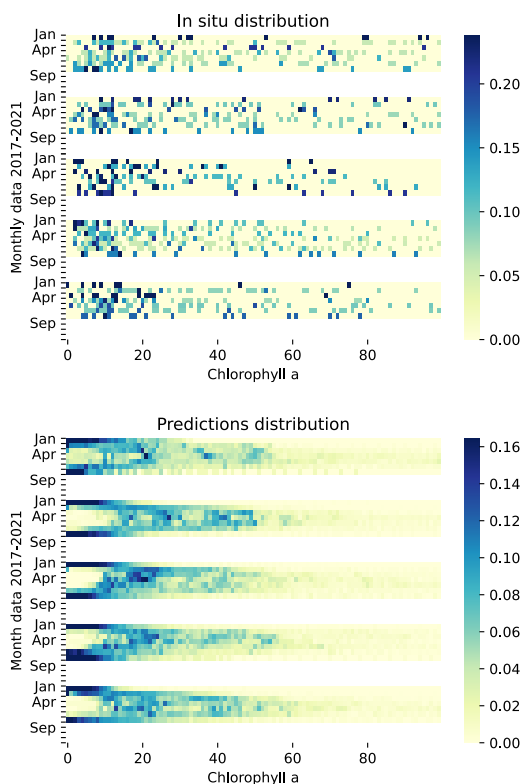 In situ distribution
Jan
Apr
Sep
Jan
Apr
Sep
Jan
Apr
Sep
Jan
Apr
Sep
Jan
Apr
Sep
Monthly data 2017-2021
0 20 40 60 80
Chlorophyll a
0.20
0.15
0.10
0.05
0.00
Predictions distribution
Jan
Apr
Sep
Jan
Apr
Sep
Jan
Apr
Sep
Jan
Apr
Sep
Jan
Apr
Sep
Month data 2017-2021
0 20 40 60 80
Chlorophyll a
0.16
0.14
0.12
0.10
0.08
0.06
0.04
0.02
0.00